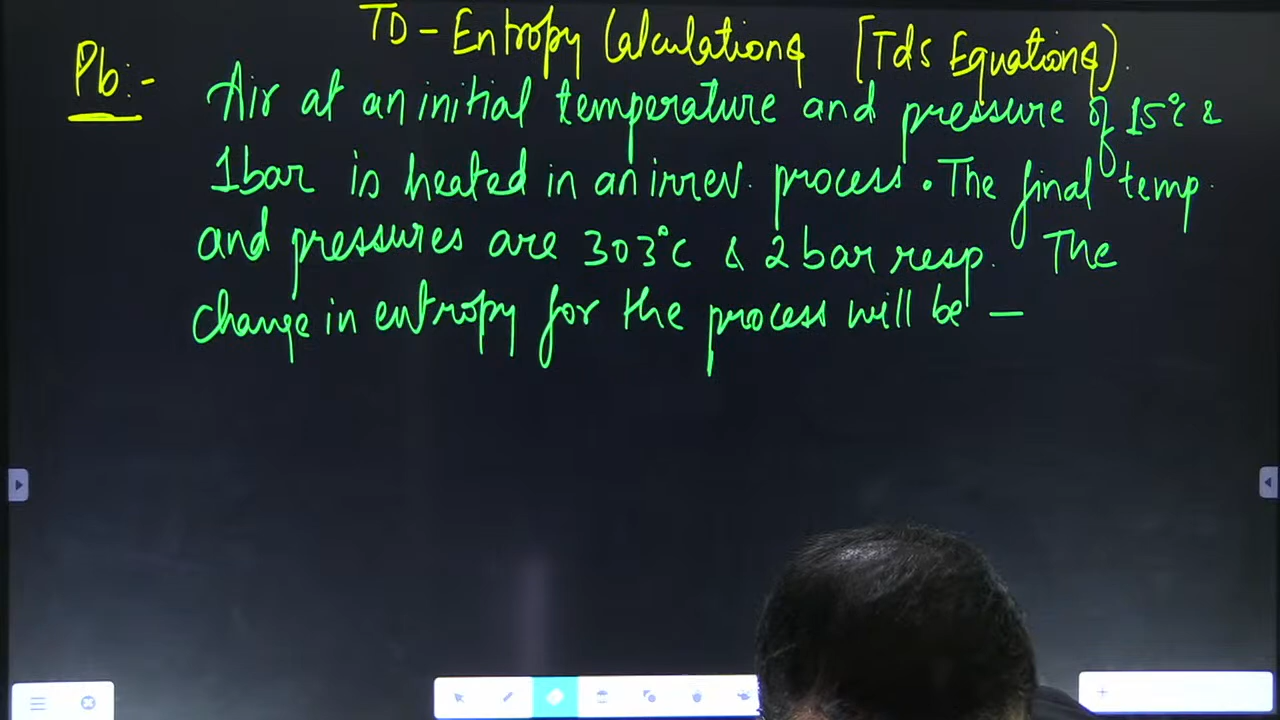 TD - Entropy Calculations [Tds Equations].
Pb:-
Air at an initial temperature and pressure of 15°C &
1bar is heated in an irrev. process. The final temp.
and pressures are 303°C & 2 bar resp. The
change in entropy for the process will be —